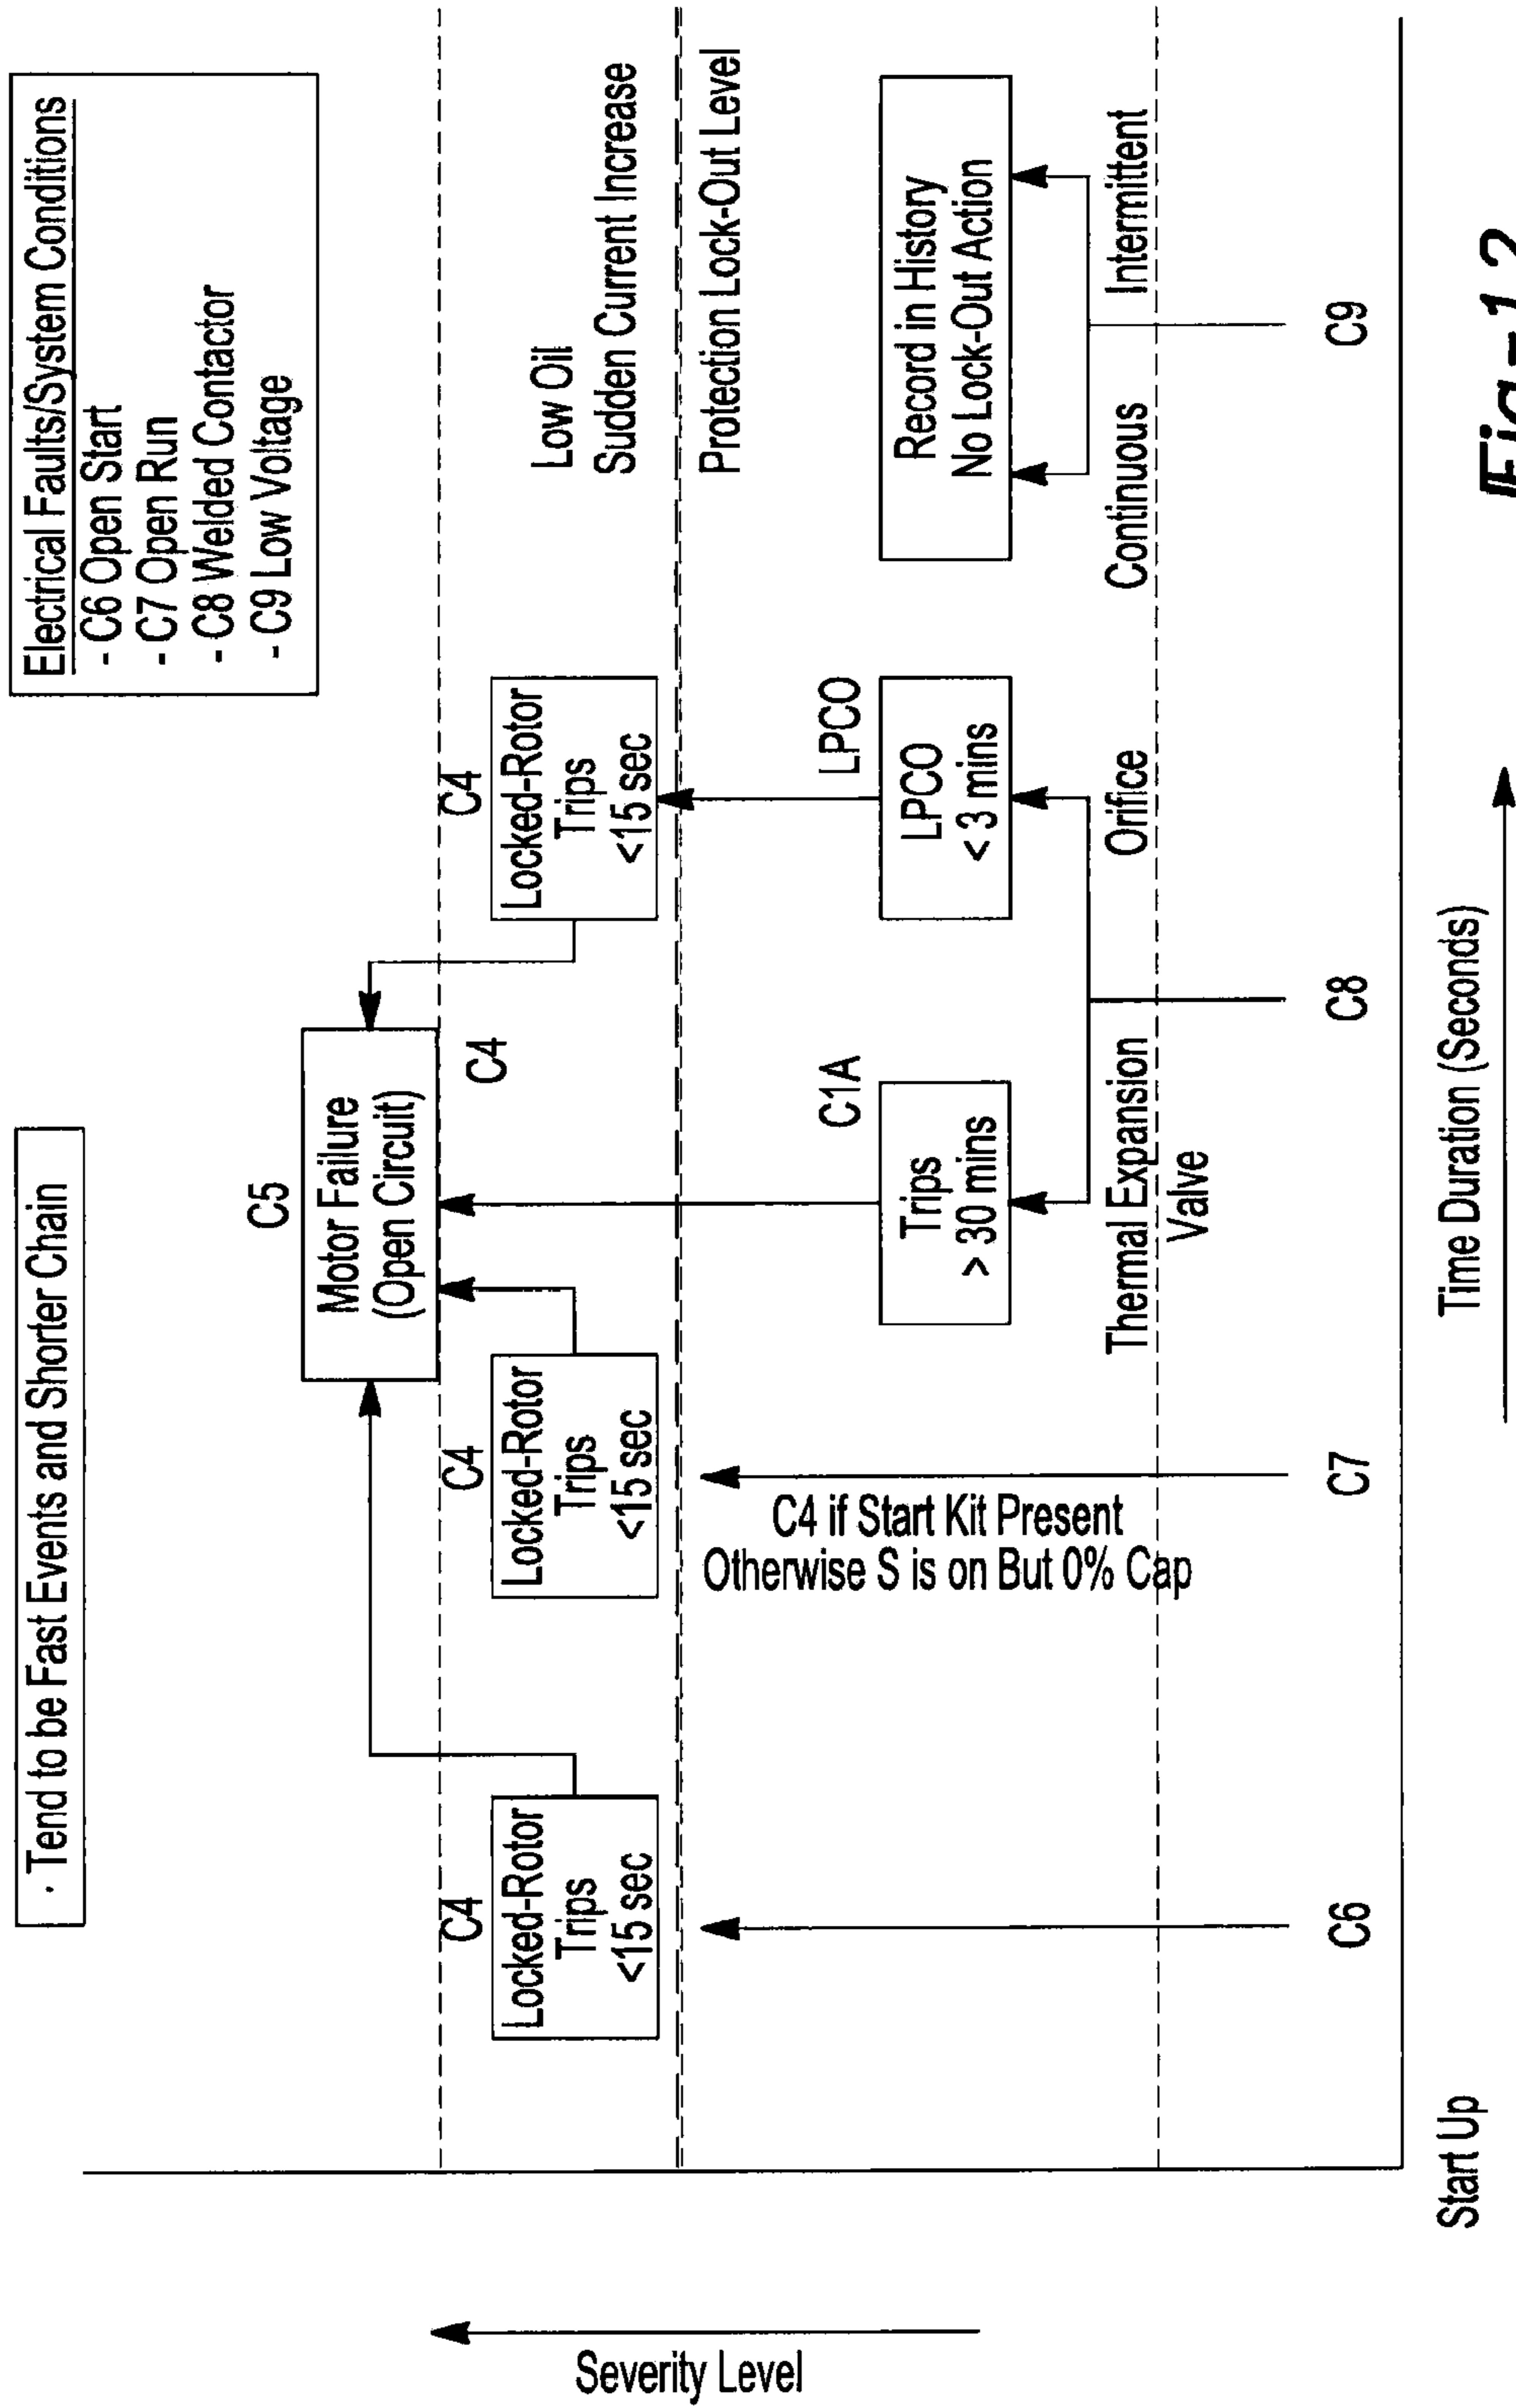 · Tend to be Fast Events and Shorter Chain
Electrical Faults/System Conditions
- C6 Open Start
- C7 Open Run
- C8 Welded Contactor
- C9 Low Voltage
C5
Motor Failure
(Open Circuit)
C4
Locked-Rotor
Trips
<15 sec
C4
Locked-Rotor
Trips
<15 sec
C4
C4
Locked-Rotor
Trips
<15 sec
Low Oil
Sudden Current Increase
Protection Lock-Out Level
C4 if Start Kit Present
Otherwise S is on But 0% Cap
C1A
Trips
> 30 mins
LPCO
LPCO
< 3 mins
Record in History
No Lock-Out Action
Thermal Expansion
Valve
Orifice
Continuous
Intermittent
C6
C7
C8
C9
Severity Level
Start Up
Time Duration (Seconds)
Fig-12